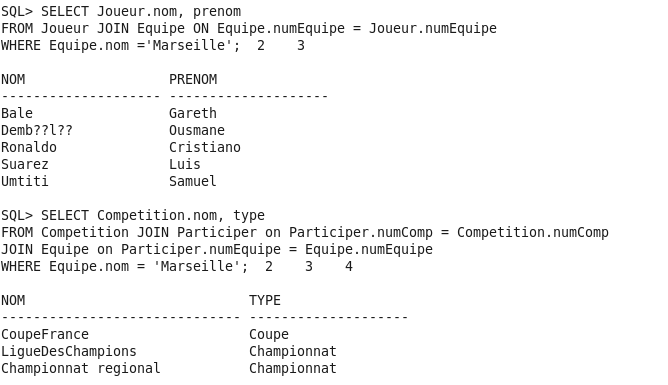 SQL> SELECT Joueur.nom, prenom
FROM Joueur JOIN Equipe ON Equipe.numEquipe = Joueur.numEquipe
WHERE Equipe.nom ='Marseille';  2    3
NOM                  PRENOM
-------------------- --------------------
Bale                 Gareth
Demb??l??            Ousmane
Ronaldo              Cristiano
Suarez               Luis
Umtiti               Samuel
SQL> SELECT Competition.nom, type
FROM Competition JOIN Participer on Participer.numComp = Competition.numComp
JOIN Equipe on Participer.numEquipe = Equipe.numEquipe
WHERE Equipe.nom = 'Marseille';  2    3    4
NOM                            TYPE
------------------------------ --------------------
CoupeFrance                    Coupe
LigueDesChampions              Championnat
Championnat regional           Championnat